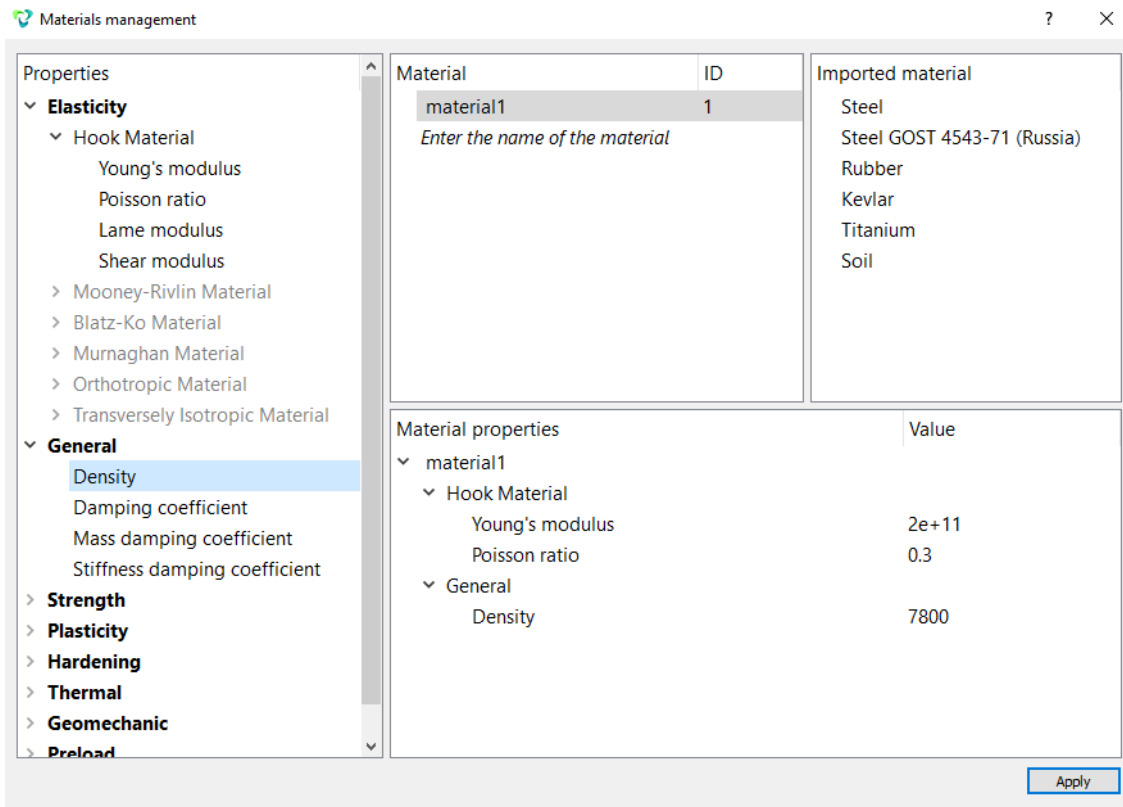 Materials management
?
Properties
Elasticity
Hook Material
Young's modulus
Poisson ratio
Lame modulus
Shear modulus
Mooney-Rivlin Material
Blatz-Ko Material
Murnaghan Material
Orthotropic Material
Transversely Isotropic Material
General
Density
Damping coefficient
Mass damping coefficient
Stiffness damping coefficient
Strength
Plasticity
Hardening
Thermal
Geomechanic
Preload
Material ID
material1 1
Enter the name of the material
Imported material
Steel
Steel GOST 4543-71 (Russia)
Rubber
Kevlar
Titanium
Soil
Material properties Value
material1
Hook Material
Young's modulus 2e+11
Poisson ratio 0.3
General
Density 7800
Apply